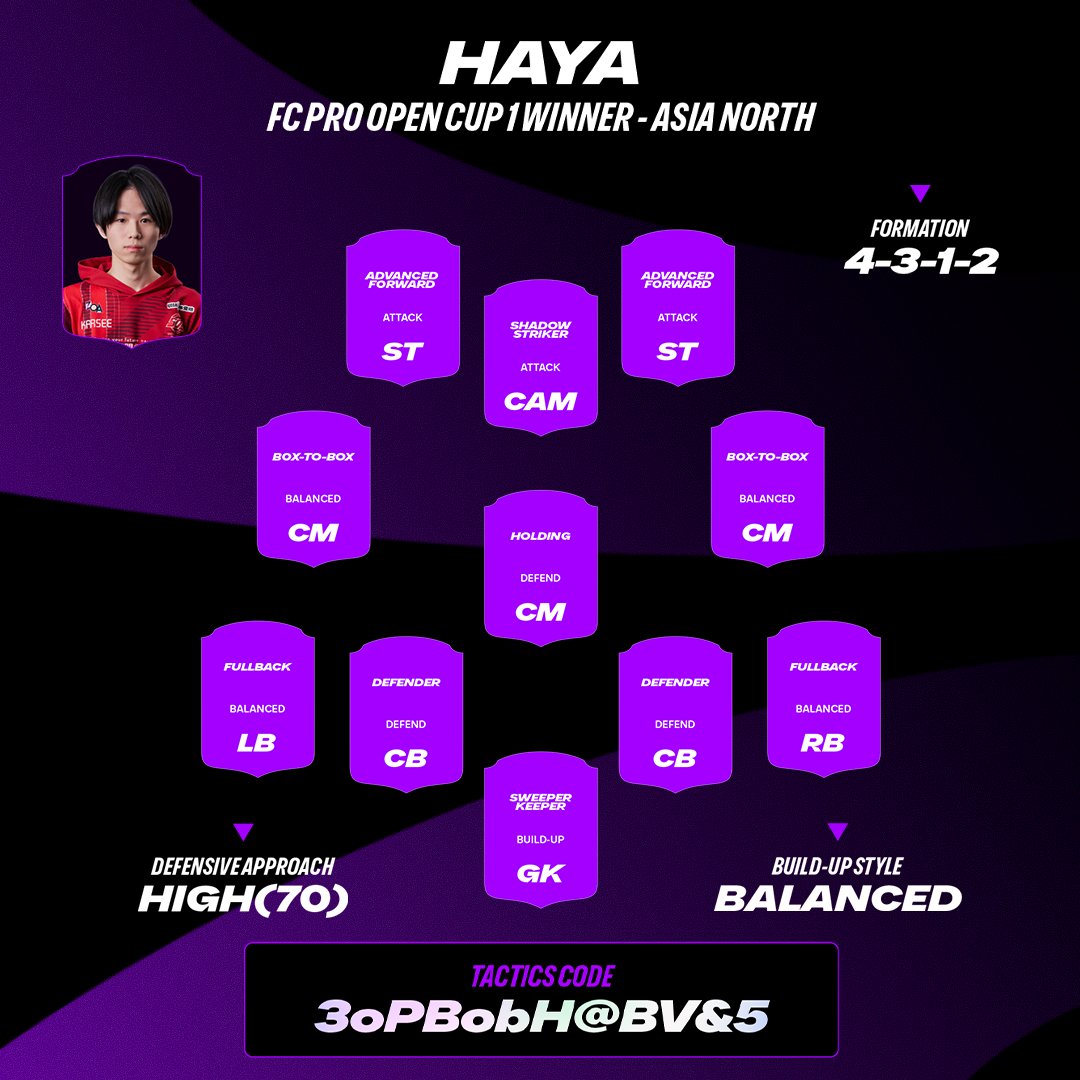 HAYA
FC PRO OPEN CUP 1 WINNER - ASIA NORTH
FORMATION
4-3-1-2
ADVANCED
FORWARD
ATTACK
ST
SHADOW
STRIKER
ATTACK
CAM
ADVANCED
FORWARD
ATTACK
ST
BOX-TO-BOX
BALANCED
CM
HOLDING
DEFEND
CM
BOX-TO-BOX
BALANCED
CM
FULLBACK
BALANCED
LB
DEFENDER
DEFEND
CB
DEFENDER
DEFEND
CB
FULLBACK
BALANCED
RB
SWEEPER
KEEPER
BUILD-UP
GK
DEFENSIVE APPROACH
HIGH(70)
BUILD-UP STYLE
BALANCED
TACTICS CODE
3oPBobH@BV&5